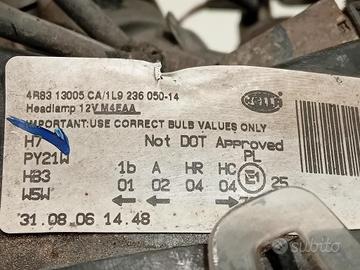 4R83 13005 CA/1L9 236 050-14
Headlamp 12V M4EAA
HELLA
IMPORTANT:USE CORRECT BULB VALUES ONLY
H7 Not DOT Approved
PY21W 1b A HR HC PL
HB3 01 02 04 04 E1 25
W5W
31.08.06 14.48
subito